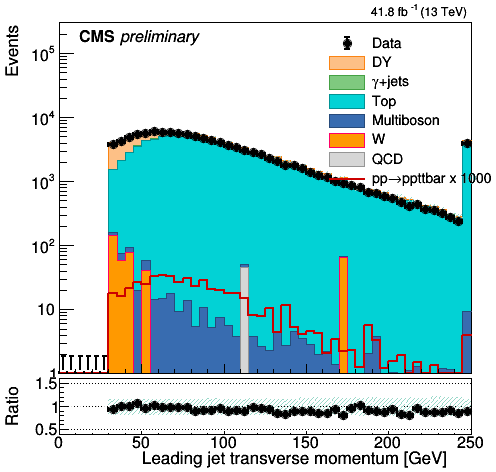 41.8 fb⁻¹ (13 TeV)
CMS preliminary
Events
Data
DY
γ+jets
Top
Multiboson
W
QCD
pp→ppttbar x 1000
10⁵
10⁴
10³
10²
10
1
Ratio
1.5
1
0.5
0 50 100 150 200 250
Leading jet transverse momentum [GeV]